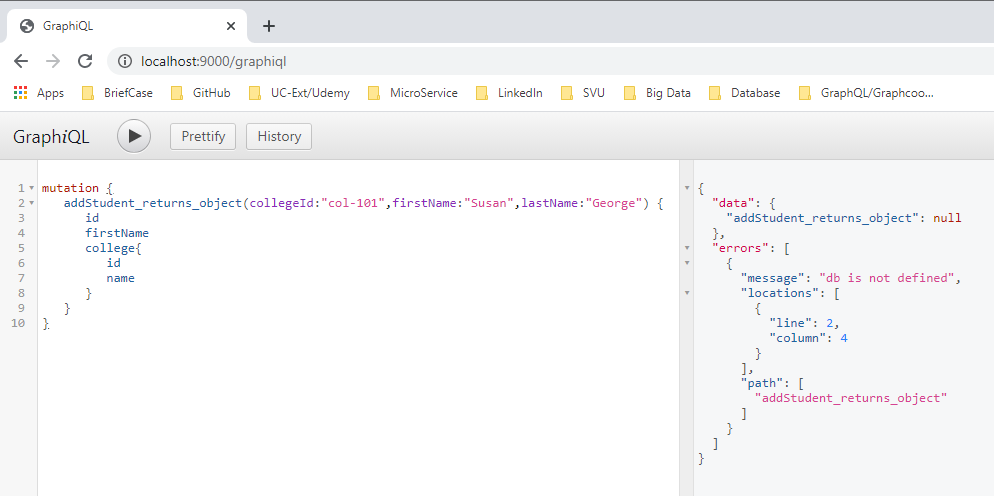 GraphiQL
localhost:9000/graphiql
Apps BriefCase GitHub UC-Ext/Udemy MicroService LinkedIn SVU Big Data Database GraphQL/Graphcoo...
GraphiQL Prettify History
1 mutation {
2 addStudent_returns_object(collegeId:"col-101",firstName:"Susan",lastName:"George") {
3 id
4 firstName
5 college{
6 id
7 name
8 }
9 }
10 }
{
"data": {
"addStudent_returns_object": null
},
"errors": [
{
"message": "db is not defined",
"locations": [
{
"line": 2,
"column": 4
}
],
"path": [
"addStudent_returns_object"
]
}
]
}